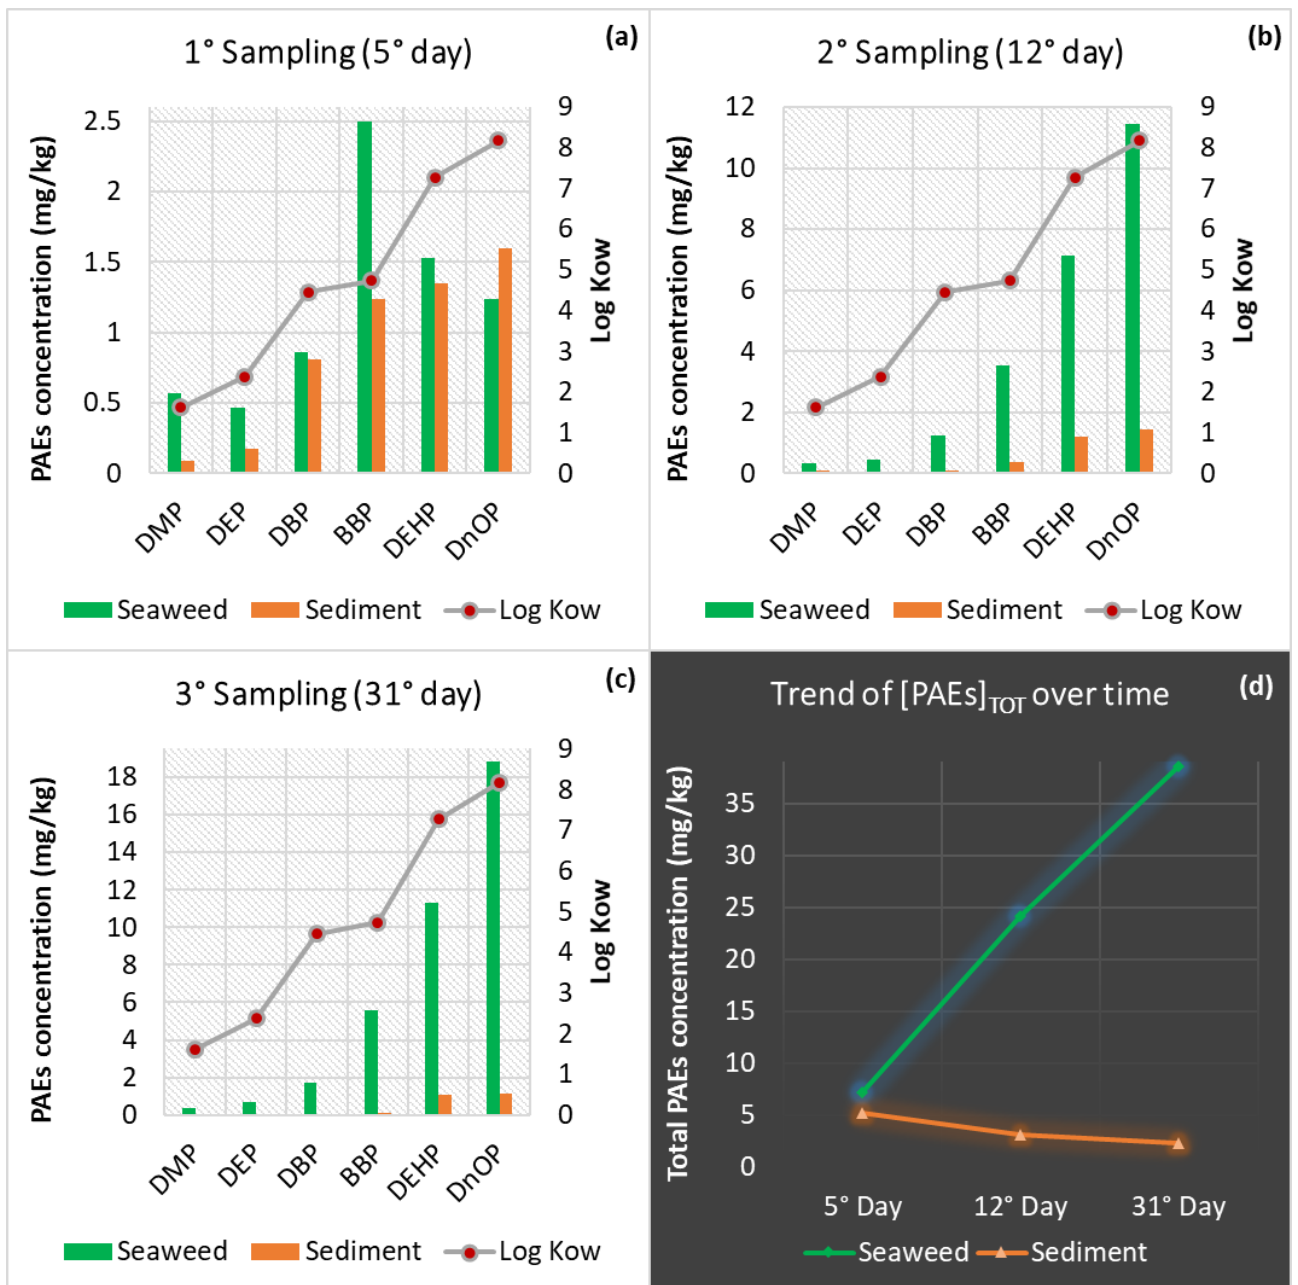 1° Sampling (5° day)
(a)
PAEs concentration (mg/kg)
2.5
2
1.5
1
0.5
0
9
8
7
6
5
4
3
2
1
0
Log Kow
DMP
DEP
DBP
BBP
DEHP
DnOP
Seaweed Sediment Log Kow
2° Sampling (12° day)
(b)
PAEs concentration (mg/kg)
12
10
8
6
4
2
0
9
8
7
6
5
4
3
2
1
0
Log Kow
DMP
DEP
DBP
BBP
DEHP
DnOP
Seaweed Sediment Log Kow
3° Sampling (31° day)
(c)
PAEs concentration (mg/kg)
18
16
14
12
10
8
6
4
2
0
9
8
7
6
5
4
3
2
1
0
Log Kow
DMP
DEP
DBP
BBP
DEHP
DnOP
Seaweed Sediment Log Kow
Trend of [PAEs]TOT over time
(d)
Total PAEs concentration (mg/kg)
35
30
25
20
15
10
5
0
5° Day
12° Day
31° Day
Seaweed Sediment